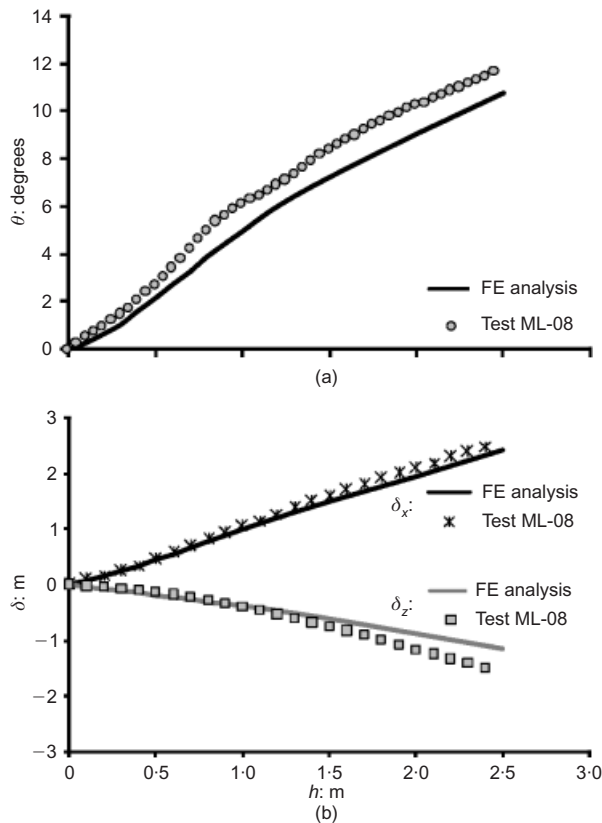 14
12
10
8
6
4
2
0
θ: degrees
FE analysis
Test ML-08
(a)
3
2
1
0
−1
−2
−3
δ: m
δx:
FE analysis
Test ML-08
δz:
FE analysis
Test ML-08
0 0·5 1·0 1·5 2·0 2·5 3·0
h: m
(b)